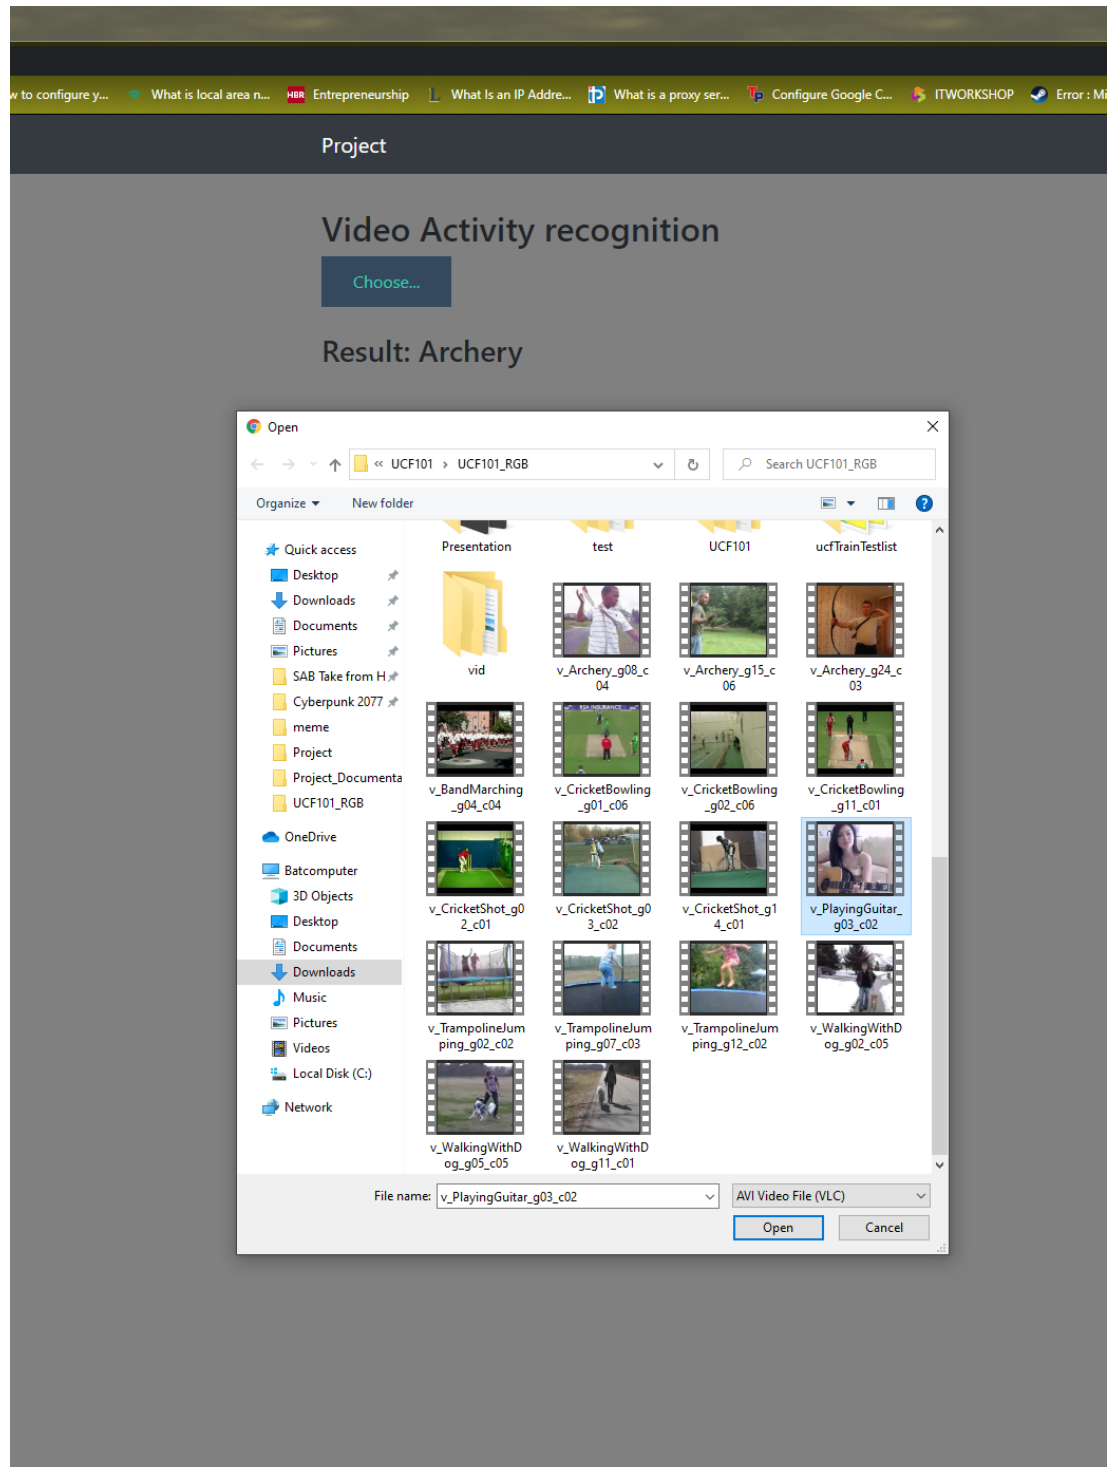 w to configure y... What is local area n... HBR Entrepreneurship What Is an IP Addre... What is a proxy ser... Tp Configure Google C... ITWORKSHOP Error : Mi
Project
Video Activity recognition
Choose...
Result: Archery
Open
« UCF101 › UCF101_RGB
Search UCF101_RGB
Organize
New folder
Quick access
Desktop
Downloads
Documents
Pictures
SAB Take from H
Cyberpunk 2077
meme
Project
Project_Documenta
UCF101_RGB
OneDrive
Batcomputer
3D Objects
Desktop
Documents
Downloads
Music
Pictures
Videos
Local Disk (C:)
Network
Presentation
test
UCF101
ucfTrainTestlist
vid
v_Archery_g08_c
04
v_Archery_g15_c
06
v_Archery_g24_c
03
v_BandMarching
_g04_c04
RSA INSURANCE
v_CricketBowling
_g01_c06
v_CricketBowling
_g02_c06
v_CricketBowling
_g11_c01
v_CricketShot_g0
2_c01
v_CricketShot_g0
3_c02
v_CricketShot_g1
4_c01
v_PlayingGuitar_
g03_c02
v_TrampolineJum
ping_g02_c02
v_TrampolineJum
ping_g07_c03
v_TrampolineJum
ping_g12_c02
v_WalkingWithD
og_g02_c05
v_WalkingWithD
og_g05_c05
v_WalkingWithD
og_g11_c01
File name: v_PlayingGuitar_g03_c02
AVI Video File (VLC)
Open
Cancel